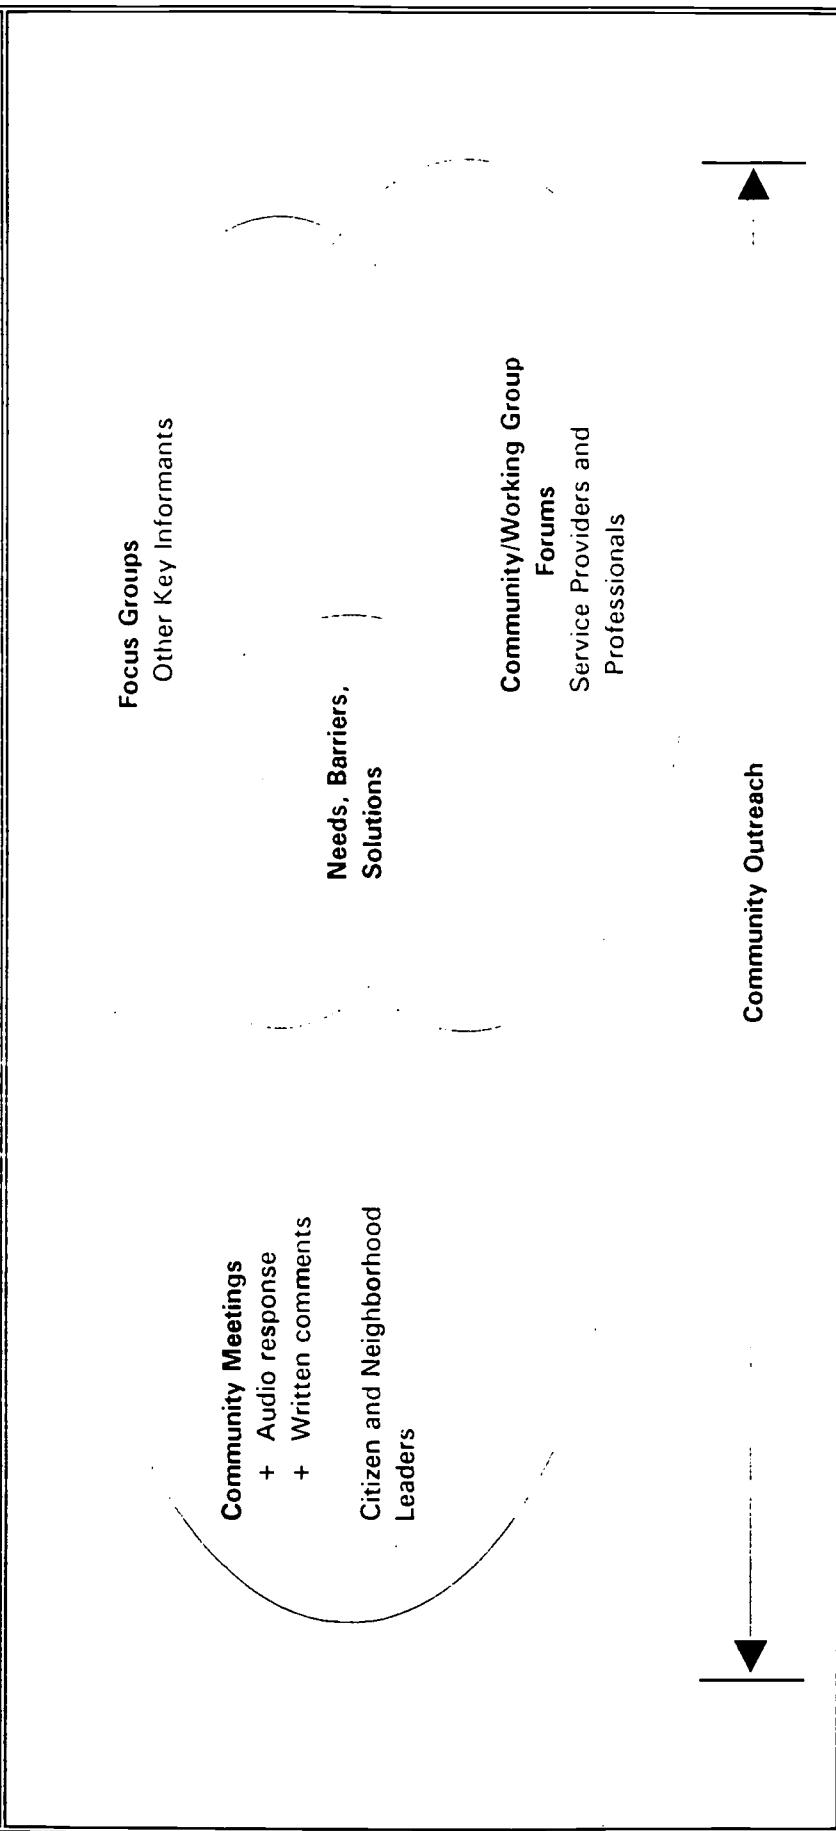 Focus Groups
Other Key Informants
Community Meetings
+ Audio response
+ Written comments
Citizen and Neighborhood
Leaders
Needs, Barriers,
Solutions
Community/Working Group
Forums
Service Providers and
Professionals
Community Outreach